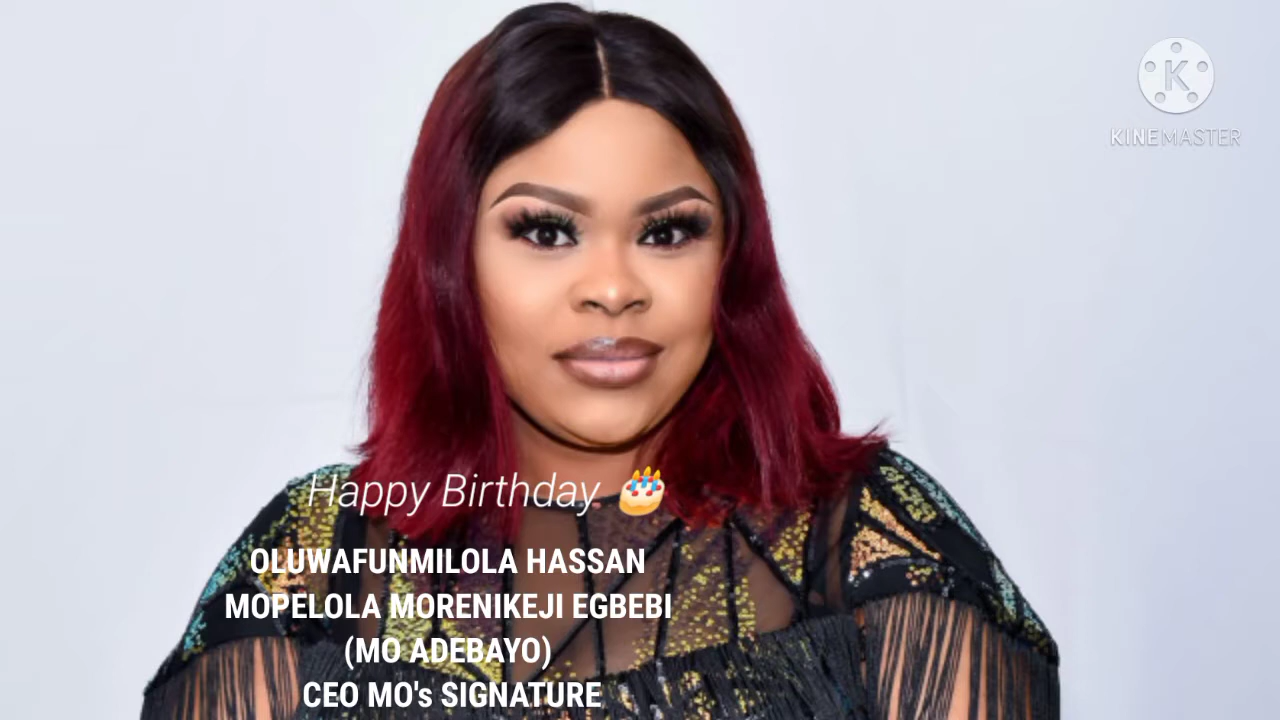 KINEMASTER
Happy Birthday 🎂
OLUWAFUNMILOLA HASSAN
MOPELOLA MORENIKEJI EGBEBI
(MO ADEBAYO)
CEO MO's SIGNATURE